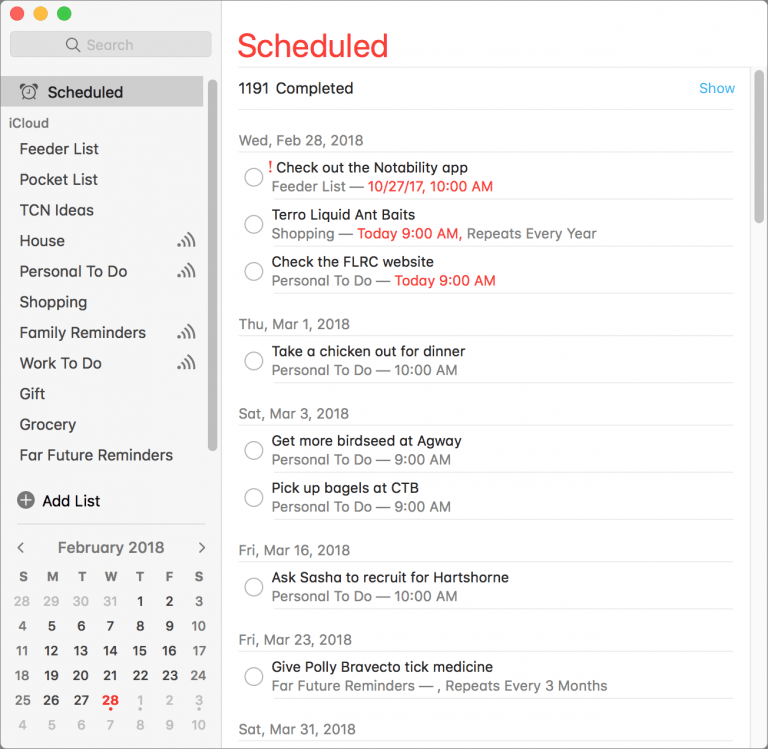 Search
Scheduled
iCloud
Feeder List
Pocket List
TCN Ideas
House
Personal To Do
Shopping
Family Reminders
Work To Do
Gift
Grocery
Far Future Reminders
Add List
February 2018
S M T W T F S
28 29 30 31 1 2 3
4 5 6 7 8 9 10
11 12 13 14 15 16 17
18 19 20 21 22 23 24
25 26 27 28 1 2 3
4 5 6 7 8 9 10
Scheduled
1191 Completed Show
Wed, Feb 28, 2018
! Check out the Notability app
Feeder List — 10/27/17, 10:00 AM
Terro Liquid Ant Baits
Shopping — Today 9:00 AM, Repeats Every Year
Check the FLRC website
Personal To Do — Today 9:00 AM
Thu, Mar 1, 2018
Take a chicken out for dinner
Personal To Do — 10:00 AM
Sat, Mar 3, 2018
Get more birdseed at Agway
Personal To Do — 9:00 AM
Pick up bagels at CTB
Personal To Do — 9:00 AM
Fri, Mar 16, 2018
Ask Sasha to recruit for Hartshorne
Personal To Do — 10:00 AM
Fri, Mar 23, 2018
Give Polly Bravecto tick medicine
Far Future Reminders — , Repeats Every 3 Months
Sat, Mar 31, 2018